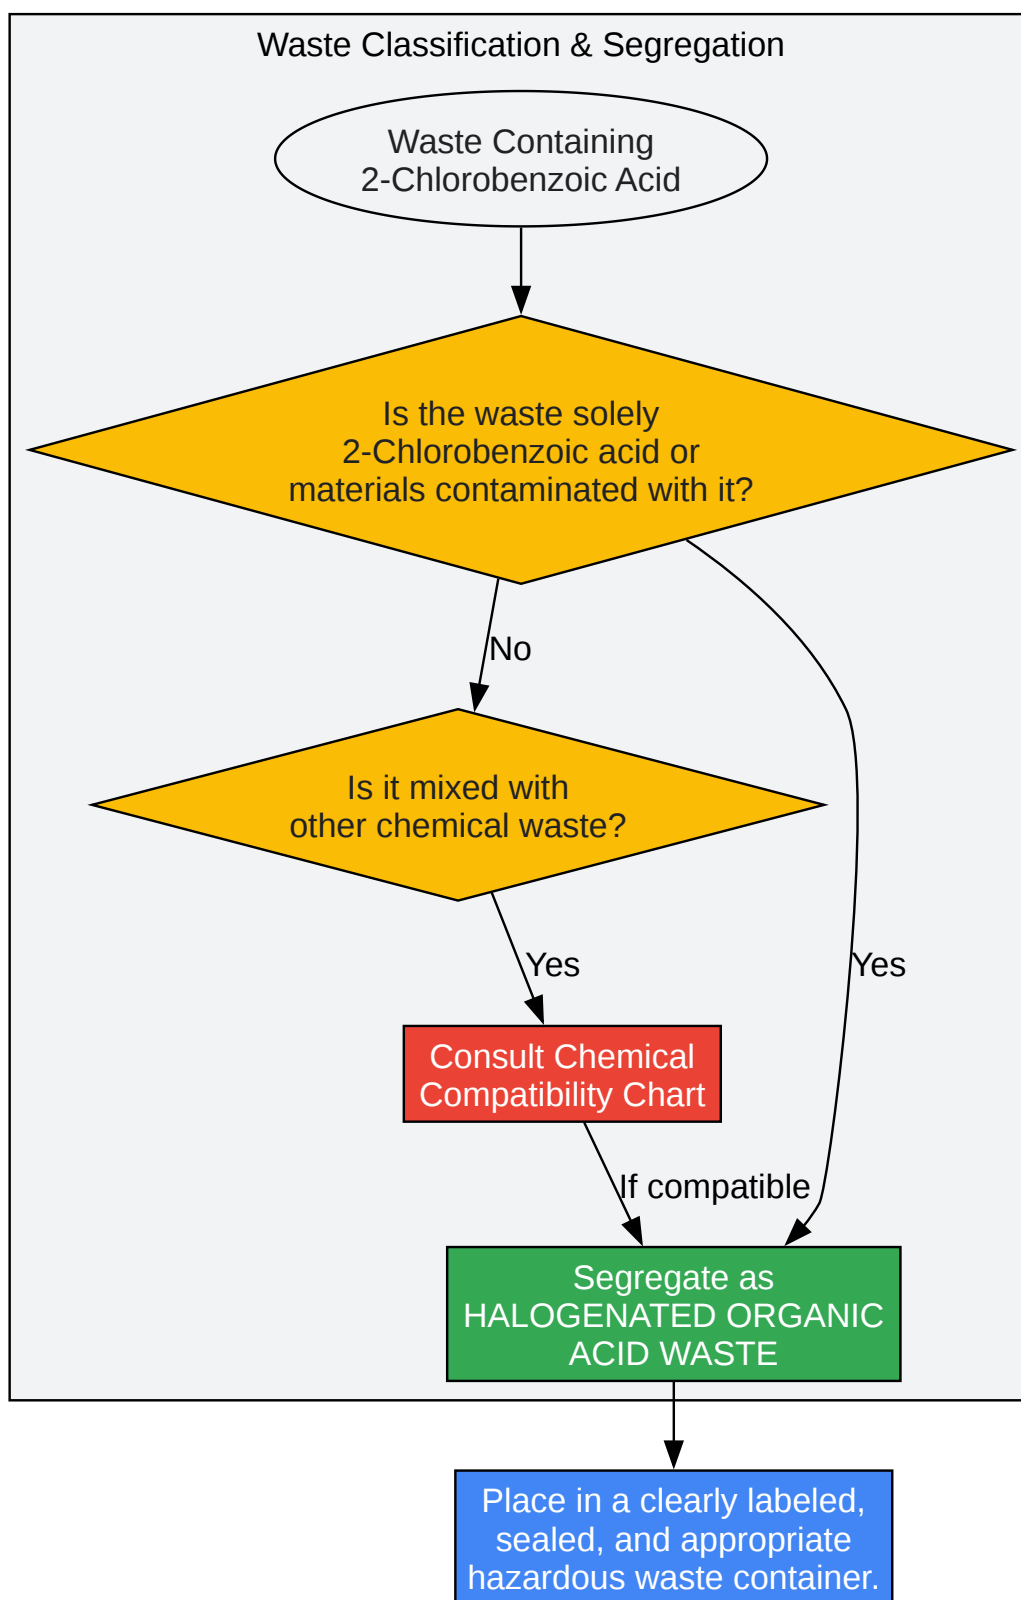 Waste Classification & Segregation
Waste Containing
2-Chlorobenzoic Acid
Is the waste solely
2-Chlorobenzoic acid or
materials contaminated with it?
No
Is it mixed with
other chemical waste?
Yes
Yes
Consult Chemical
Compatibility Chart
If compatible
Segregate as
HALOGENATED ORGANIC
ACID WASTE
Place in a clearly labeled,
sealed, and appropriate
hazardous waste container.